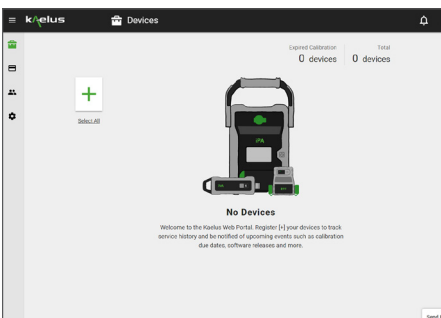 kaelus
Devices
Expired Calibration
Total
0 devices
0 devices
Select All
iPA
No Devices
Welcome to the Kaelus Web Portal. Register [+] your devices to track
service history and be notified of upcoming events such as calibration
due dates, software releases and more.
Send